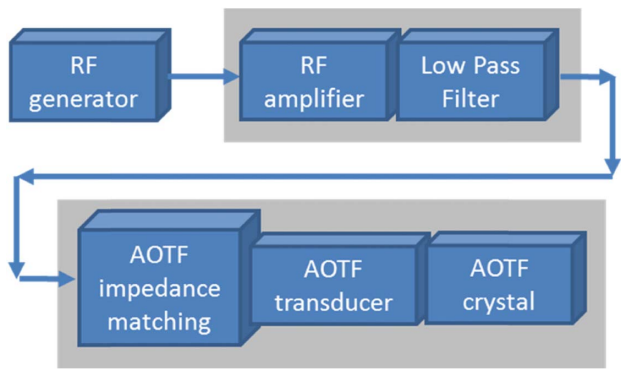 RF
generator
RF
amplifier
Low Pass
Filter
AOTF
impedance
matching
AOTF
transducer
AOTF
crystal